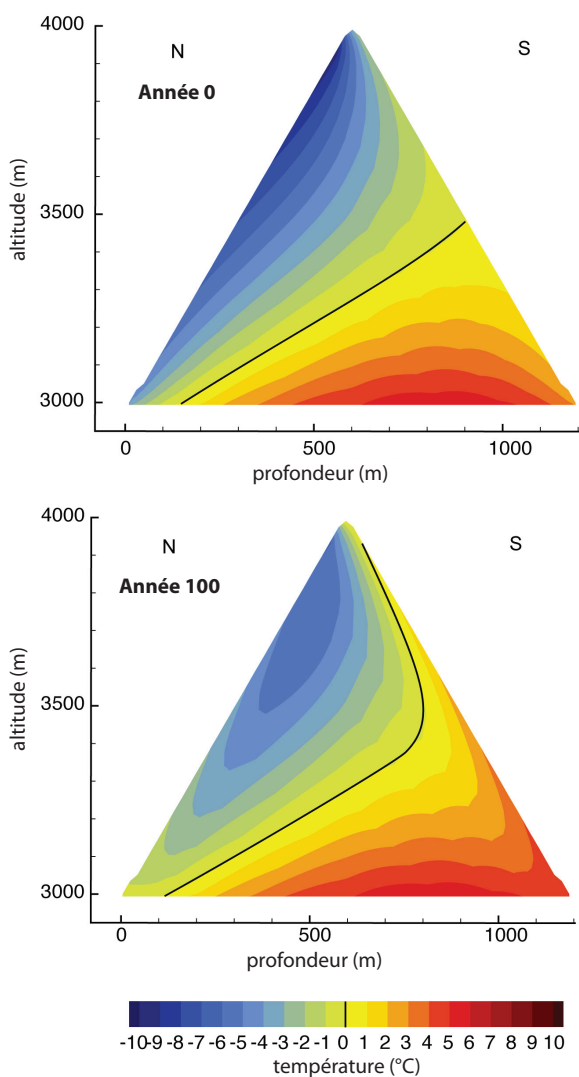 4000
N
S
Année 0
altitude (m)
3500
3000
0
500
1000
profondeur (m)
4000
N
S
Année 100
altitude (m)
3500
3000
0
500
1000
profondeur (m)
-10 -9 -8 -7 -6 -5 -4 -3 -2 -1 0 1 2 3 4 5 6 7 8 9 10
température (°C)